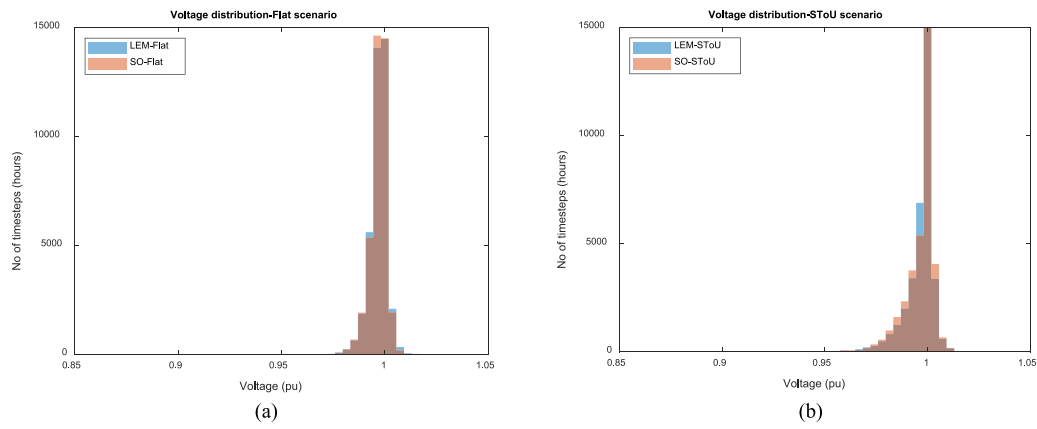 Voltage distribution-Flat scenario
LEM-Flat
SO-Flat
No of timesteps (hours)
15000
10000
5000
0
0.85
0.9
0.95
1
1.05
Voltage (pu)
(a)
Voltage distribution-SToU scenario
LEM-SToU
SO-SToU
No of timesteps (hours)
15000
10000
5000
0
0.85
0.9
0.95
1
1.05
Voltage (pu)
(b)